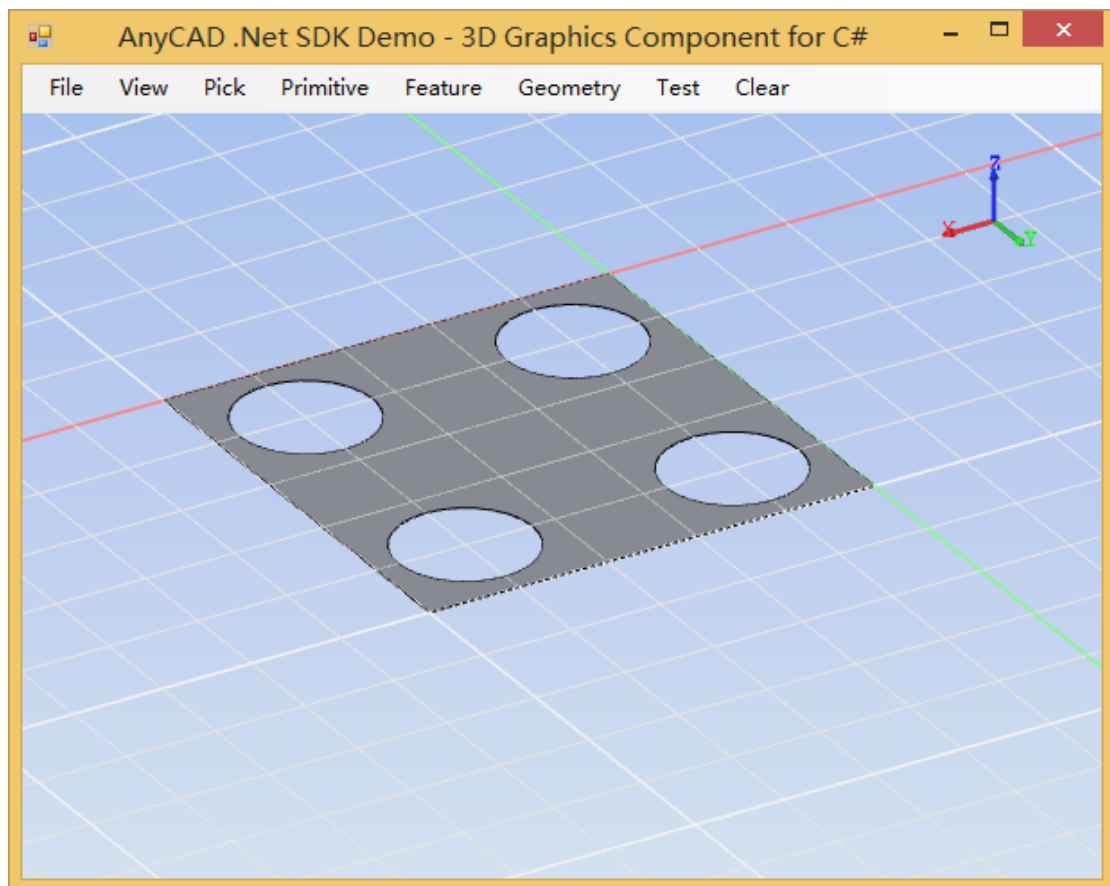 AnyCAD .Net SDK Demo - 3D Graphics Component for C#
File View Pick Primitive Feature Geometry Test Clear
Z
X
Y